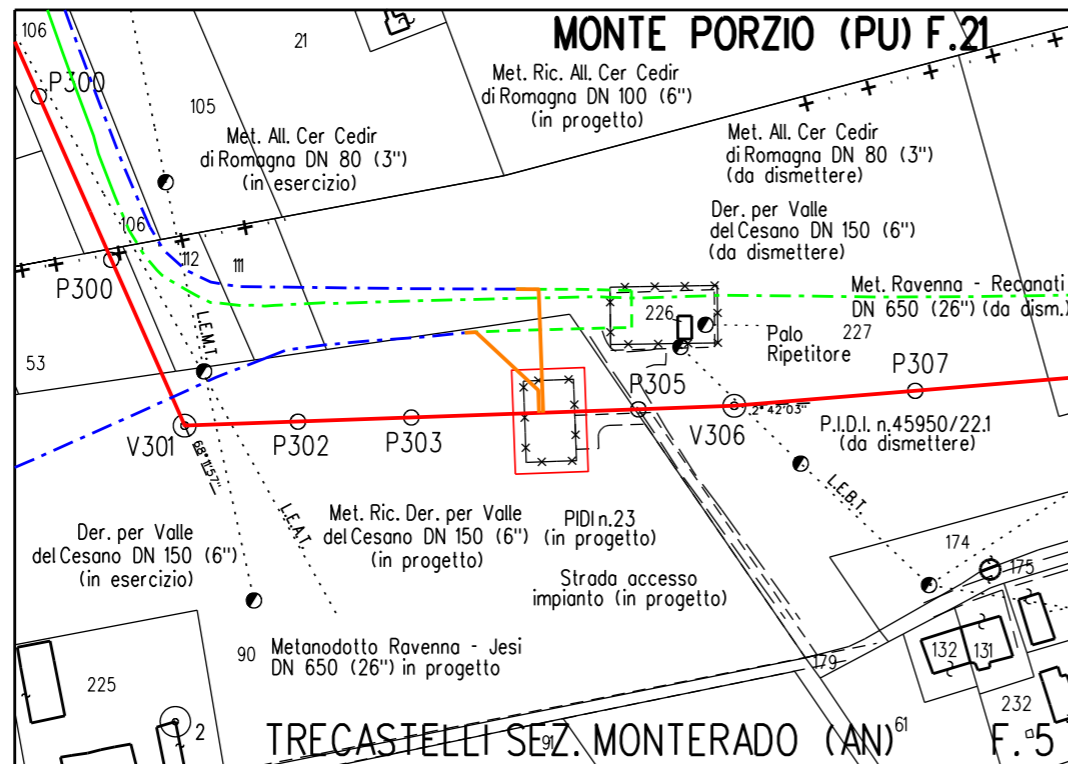 MONTE PORZIO (PU) F.21
106
21
P300
105
Met. Ric. All. Cer Cedir
di Romagna DN 100 (6")
(in progetto)
Met. All. Cer Cedir
di Romagna DN 80 (3")
(in esercizio)
Met. All. Cer Cedir
di Romagna DN 80 (3")
(da dismettere)
Der. per Valle
del Cesano DN 150 (6")
(da dismettere)
106
112
111
P300
Met. Ravenna - Recanati
DN 650 (26") (da dism.)
226
Palo
Ripetitore
227
L.E.M.T.
53
P305
P307
V301
P302
P303
V306
2° 42'03"
68°11'57"
P.I.D.I. n.45950/22.1
(da dismettere)
L.E.B.T.
L.E.A.T.
Met. Ric. Der. per Valle
del Cesano DN 150 (6")
(in progetto)
PIDI n.23
(in progetto)
Der. per Valle
del Cesano DN 150 (6")
(in esercizio)
Strada accesso
impianto (in progetto)
174
175
90
Metanodotto Ravenna - Jesi
DN 650 (26") in progetto
179
132
131
225
232
2
TRECASTELLI SEZ. MONTERADO (AN)
61
91
F. 5